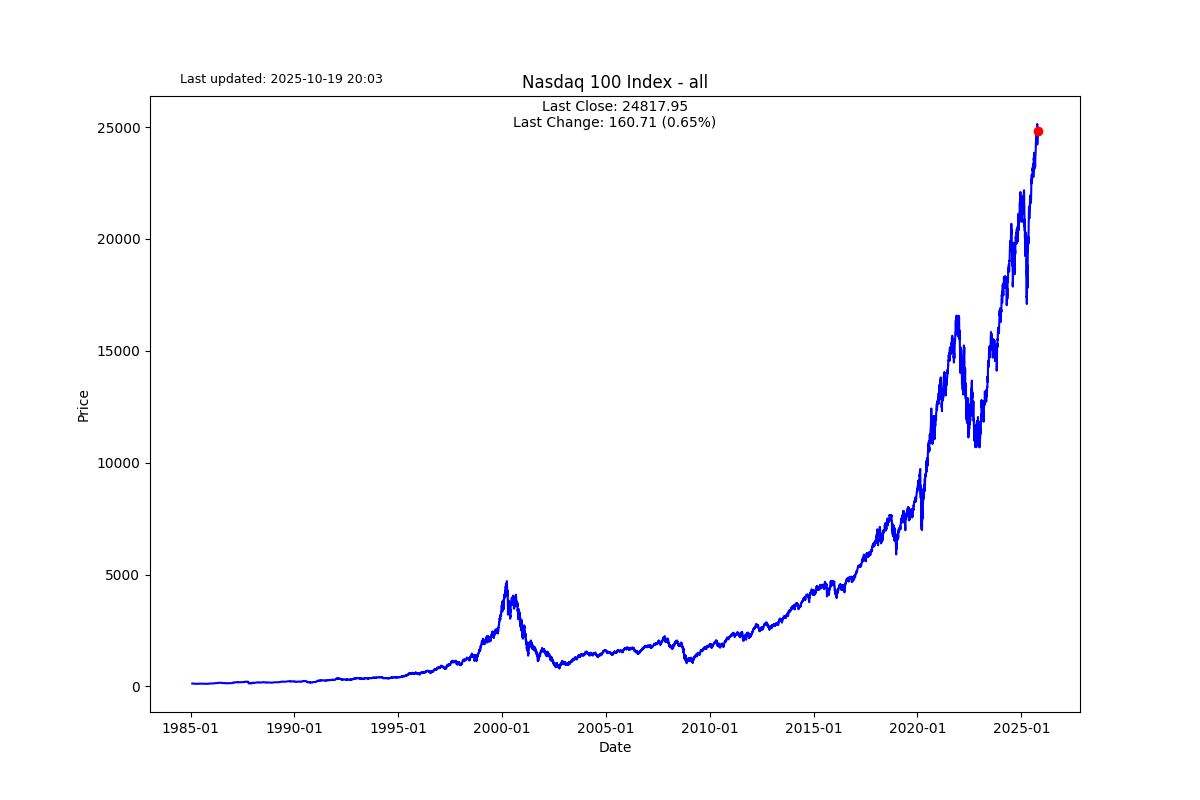 Last updated: 2025-10-19 20:03
Nasdaq 100 Index - all
Last Close: 24817.95
Last Change: 160.71 (0.65%)
25000
20000
15000
10000
5000
0
Price
1985-01
1990-01
1995-01
2000-01
2005-01
2010-01
2015-01
2020-01
2025-01
Date